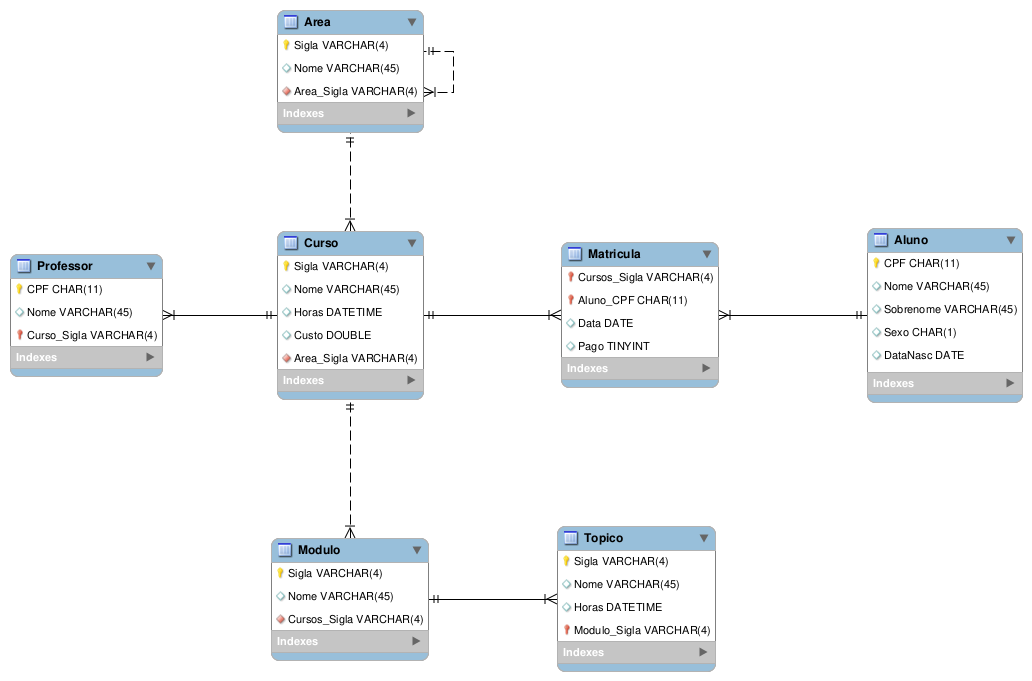 Area
Sigla VARCHAR(4)
Nome VARCHAR(45)
Area_Sigla VARCHAR(4)
Indexes
Professor
CPF CHAR(11)
Nome VARCHAR(45)
Curso_Sigla VARCHAR(4)
Indexes
Curso
Sigla VARCHAR(4)
Nome VARCHAR(45)
Horas DATETIME
Custo DOUBLE
Area_Sigla VARCHAR(4)
Indexes
Matricula
Cursos_Sigla VARCHAR(4)
Aluno_CPF CHAR(11)
Data DATE
Pago TINYINT
Indexes
Aluno
CPF CHAR(11)
Nome VARCHAR(45)
Sobrenome VARCHAR(45)
Sexo CHAR(1)
DataNasc DATE
Indexes
Modulo
Sigla VARCHAR(4)
Nome VARCHAR(45)
Cursos_Sigla VARCHAR(4)
Indexes
Topico
Sigla VARCHAR(4)
Nome VARCHAR(45)
Horas DATETIME
Modulo_Sigla VARCHAR(4)
Indexes